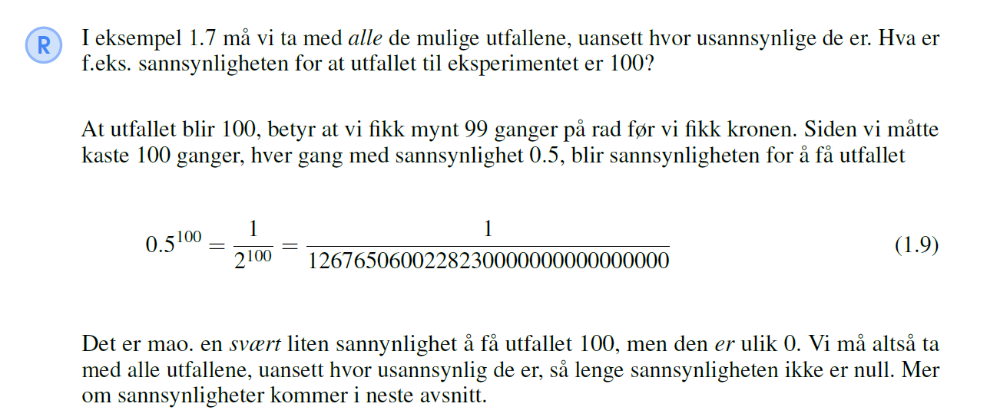 R
I eksempel 1.7 må vi ta med alle de mulige utfallene, uansett hvor usannsynlige de er. Hva er
f.eks. sannsynligheten for at utfallet til eksperimentet er 100?
At utfallet blir 100, betyr at vi fikk mynt 99 ganger på rad før vi fikk kronen. Siden vi måtte
kaste 100 ganger, hver gang med sannsynlighet 0.5, blir sannsynligheten for å få utfallet
0.5^100 = 1/2^100 = 1/1267650600228230000000000000000 (1.9)
Det er mao. en svært liten sannynlighet å få utfallet 100, men den er ulik 0. Vi må altså ta
med alle utfallene, uansett hvor usannsynlig de er, så lenge sannsynligheten ikke er null. Mer
om sannsynligheter kommer i neste avsnitt.